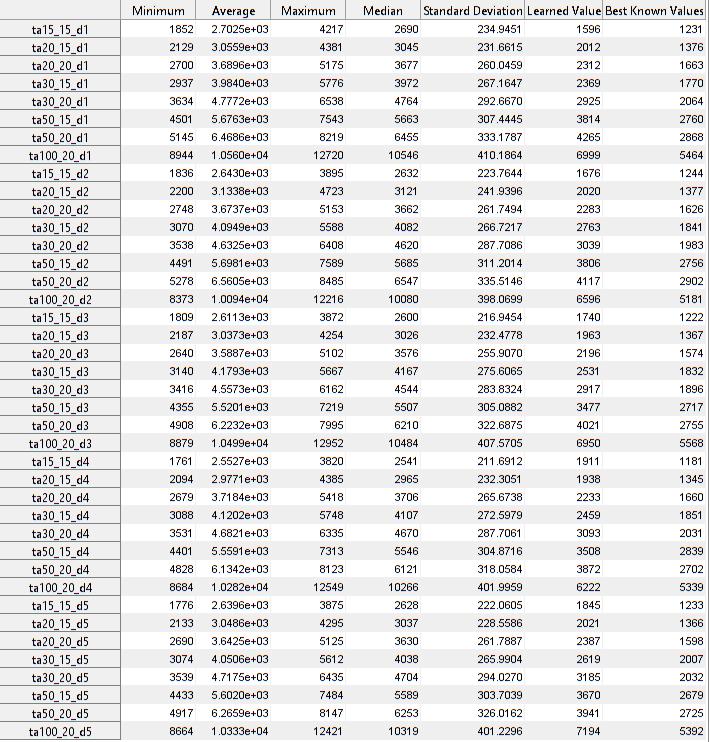 Minimum Average Maximum Median Standard Deviation Learned Value Best Known Values
ta15_15_d1 1852 2.7025e+03 4217 2690 234.9451 1596 1231
ta20_15_d1 2129 3.0559e+03 4381 3045 231.6615 2012 1376
ta20_20_d1 2700 3.6896e+03 5175 3677 260.0459 2312 1663
ta30_15_d1 2937 3.9840e+03 5776 3972 267.1647 2369 1770
ta30_20_d1 3634 4.7772e+03 6538 4764 292.6670 2925 2064
ta50_15_d1 4501 5.6763e+03 7543 5663 307.4445 3814 2760
ta50_20_d1 5145 6.4686e+03 8219 6455 333.1787 4265 2868
ta100_20_d1 8944 1.0560e+04 12720 10546 410.1864 6999 5464
ta15_15_d2 1836 2.6430e+03 3895 2632 223.7644 1676 1244
ta20_15_d2 2200 3.1338e+03 4723 3121 241.9396 2020 1377
ta20_20_d2 2748 3.6737e+03 5153 3662 261.7494 2283 1626
ta30_15_d2 3070 4.0949e+03 5588 4082 266.7217 2763 1841
ta30_20_d2 3538 4.6325e+03 6408 4620 287.7086 3039 1983
ta50_15_d2 4491 5.6981e+03 7589 5685 311.2014 3806 2756
ta50_20_d2 5278 6.5605e+03 8485 6547 335.5146 4117 2902
ta100_20_d2 8373 1.0094e+04 12216 10080 398.0699 6596 5181
ta15_15_d3 1809 2.6113e+03 3872 2600 216.9454 1740 1222
ta20_15_d3 2187 3.0373e+03 4254 3026 232.4778 1963 1367
ta20_20_d3 2640 3.5887e+03 5102 3576 255.9070 2196 1574
ta30_15_d3 3140 4.1793e+03 5667 4167 275.6065 2531 1832
ta30_20_d3 3416 4.5573e+03 6162 4544 283.8324 2917 1896
ta50_15_d3 4355 5.5201e+03 7219 5507 305.0882 3477 2717
ta50_20_d3 4908 6.2232e+03 7995 6210 322.6875 4021 2755
ta100_20_d3 8879 1.0499e+04 12952 10484 407.5705 6950 5568
ta15_15_d4 1761 2.5527e+03 3820 2541 211.6912 1911 1181
ta20_15_d4 2094 2.9771e+03 4385 2965 232.3051 1938 1345
ta20_20_d4 2679 3.7184e+03 5418 3706 265.6738 2233 1660
ta30_15_d4 3088 4.1202e+03 5748 4107 272.5979 2459 1851
ta30_20_d4 3531 4.6821e+03 6335 4670 287.7061 3093 2031
ta50_15_d4 4401 5.5591e+03 7313 5546 304.8716 3508 2839
ta50_20_d4 4828 6.1342e+03 8123 6121 318.0584 3872 2702
ta100_20_d4 8684 1.0282e+04 12549 10266 401.9959 6222 5339
ta15_15_d5 1776 2.6396e+03 3875 2628 222.0605 1845 1233
ta20_15_d5 2133 3.0486e+03 4295 3037 228.5586 2021 1366
ta20_20_d5 2690 3.6425e+03 5125 3630 261.7887 2387 1598
ta30_15_d5 3074 4.0506e+03 5612 4038 265.9904 2619 2007
ta30_20_d5 3539 4.7175e+03 6435 4704 294.0270 3185 2032
ta50_15_d5 4433 5.6020e+03 7484 5589 303.7039 3670 2679
ta50_20_d5 4917 6.2659e+03 8147 6253 326.0162 3941 2725
ta100_20_d5 8664 1.0333e+04 12421 10319 401.2296 7194 5392